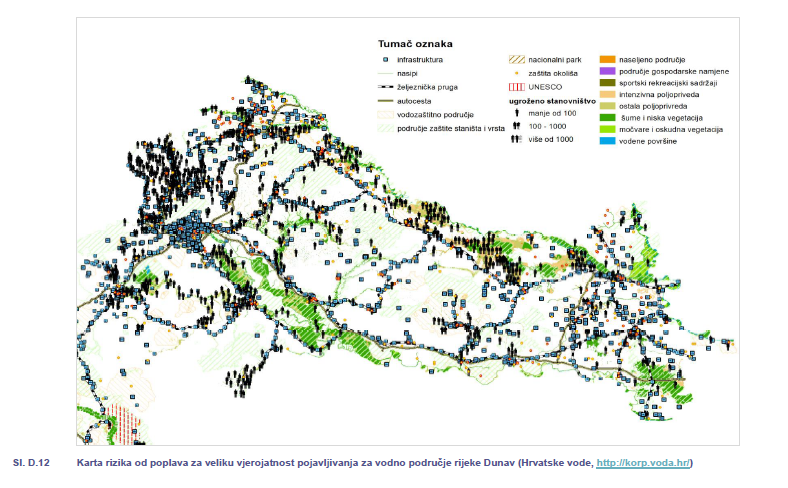 Tumač oznaka
infrastruktura
nasipi
željeznička pruga
autocesta
vodozaštitno područje
područje zaštite staništa i vrsta
nacionalni park
zaštita okoliša
UNESCO
ugroženo stanovništvo
manje od 100
100 - 1000
više od 1000
naseljeno područje
područje gospodarske namjene
sportski rekreacijski sadržaji
intenzivna poljopriveda
ostala poljoprivreda
šume i niska vegetacija
močvare i oskudna vegetacija
vodene površine
Sl. D.12 Karta rizika od poplava za veliku vjerojatnost pojavljivanja za vodno područje rijeke Dunav (Hrvatske vode, http://korp.voda.hr/)